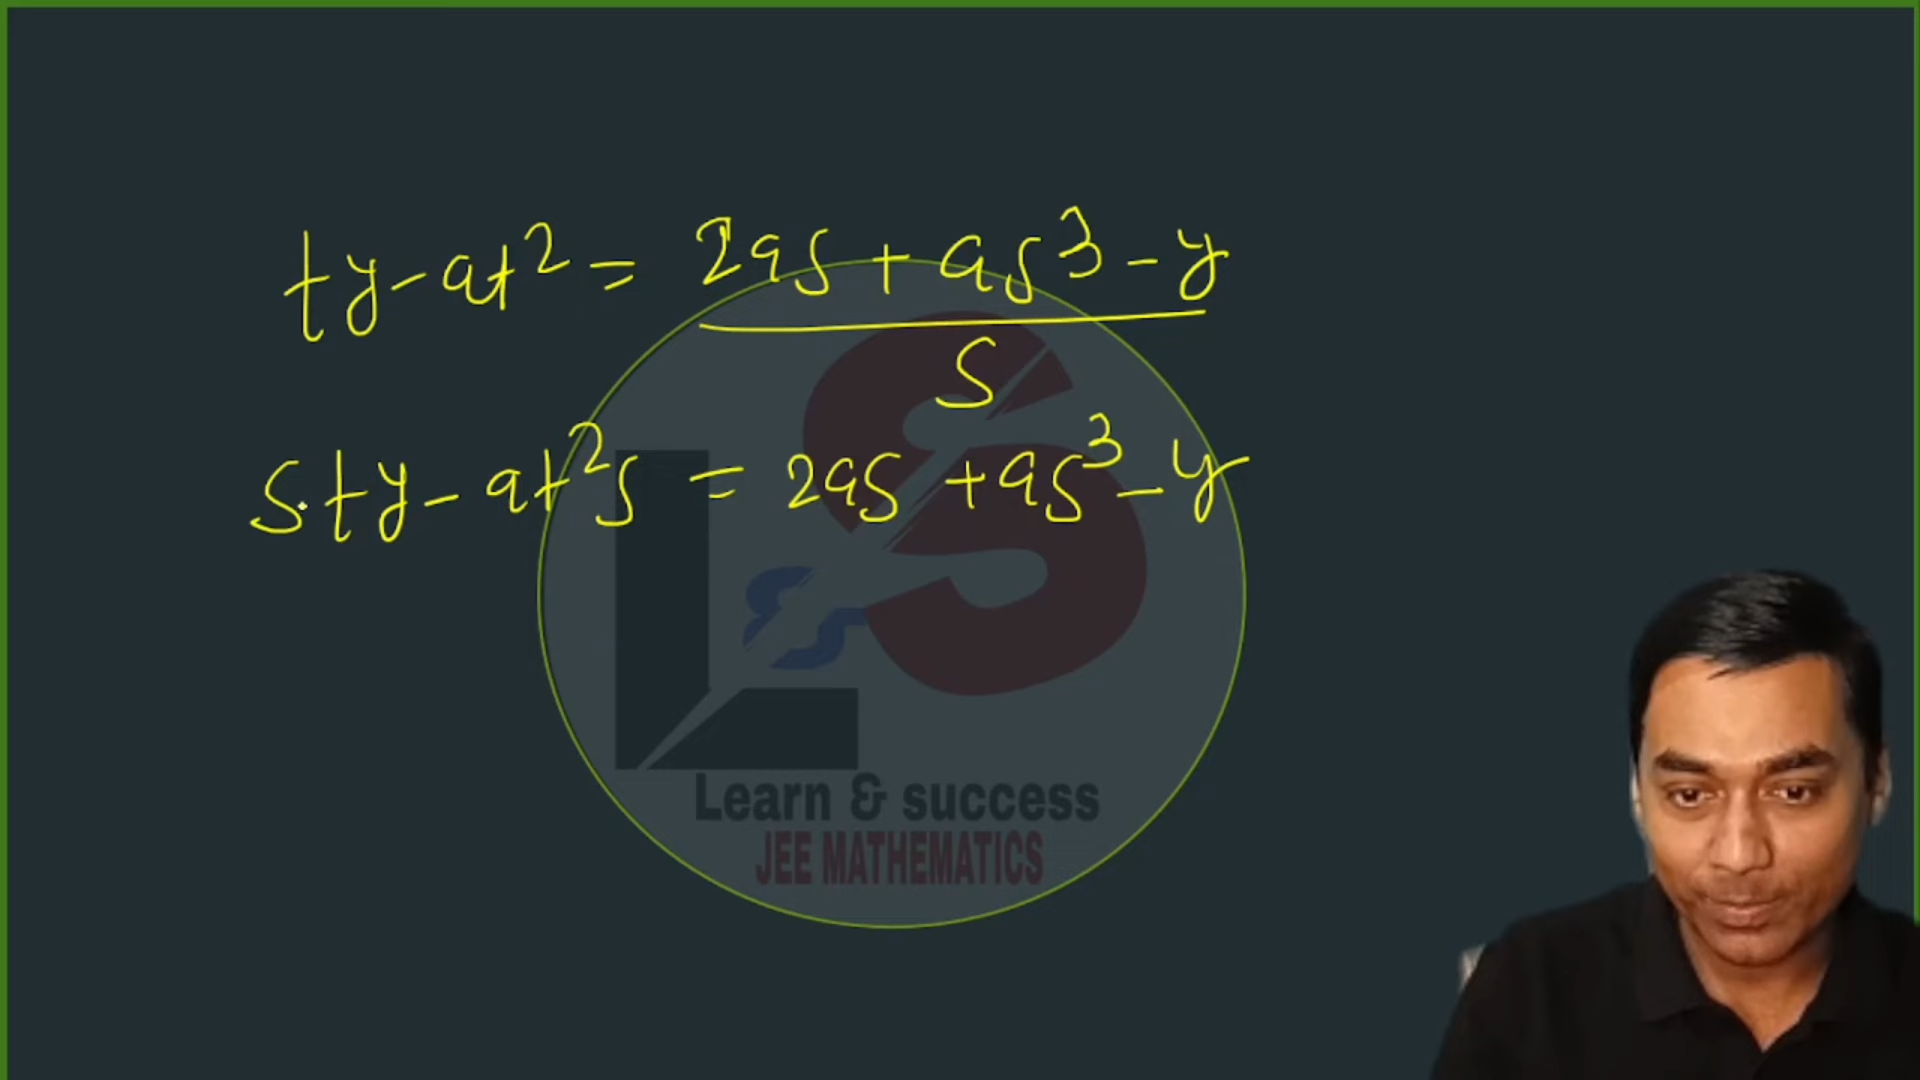 ty - at² = 2as + as³ - y
s
s.ty - at²s = 2as + as³ - y
Learn & success
JEE MATHEMATICS